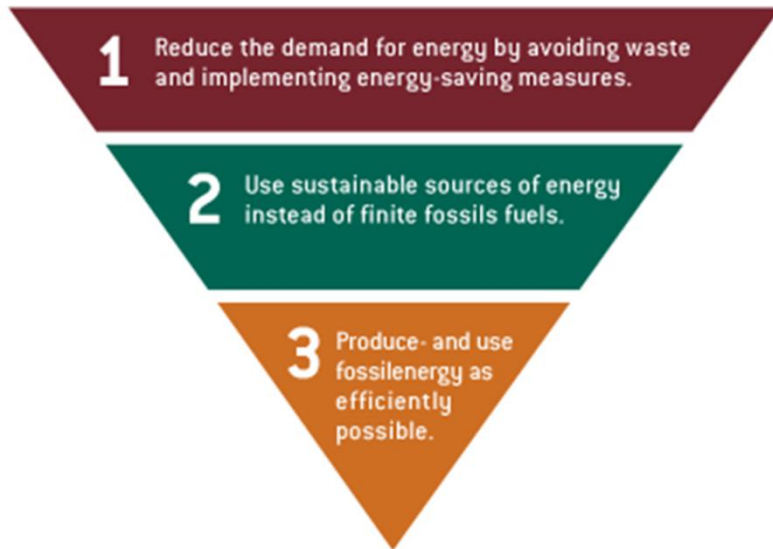 1 Reduce the demand for energy by avoiding waste
and implementing energy-saving measures.
2 Use sustainable sources of energy
instead of finite fossils fuels.
3 Produce- and use
fossilenergy as
efficiently
possible.